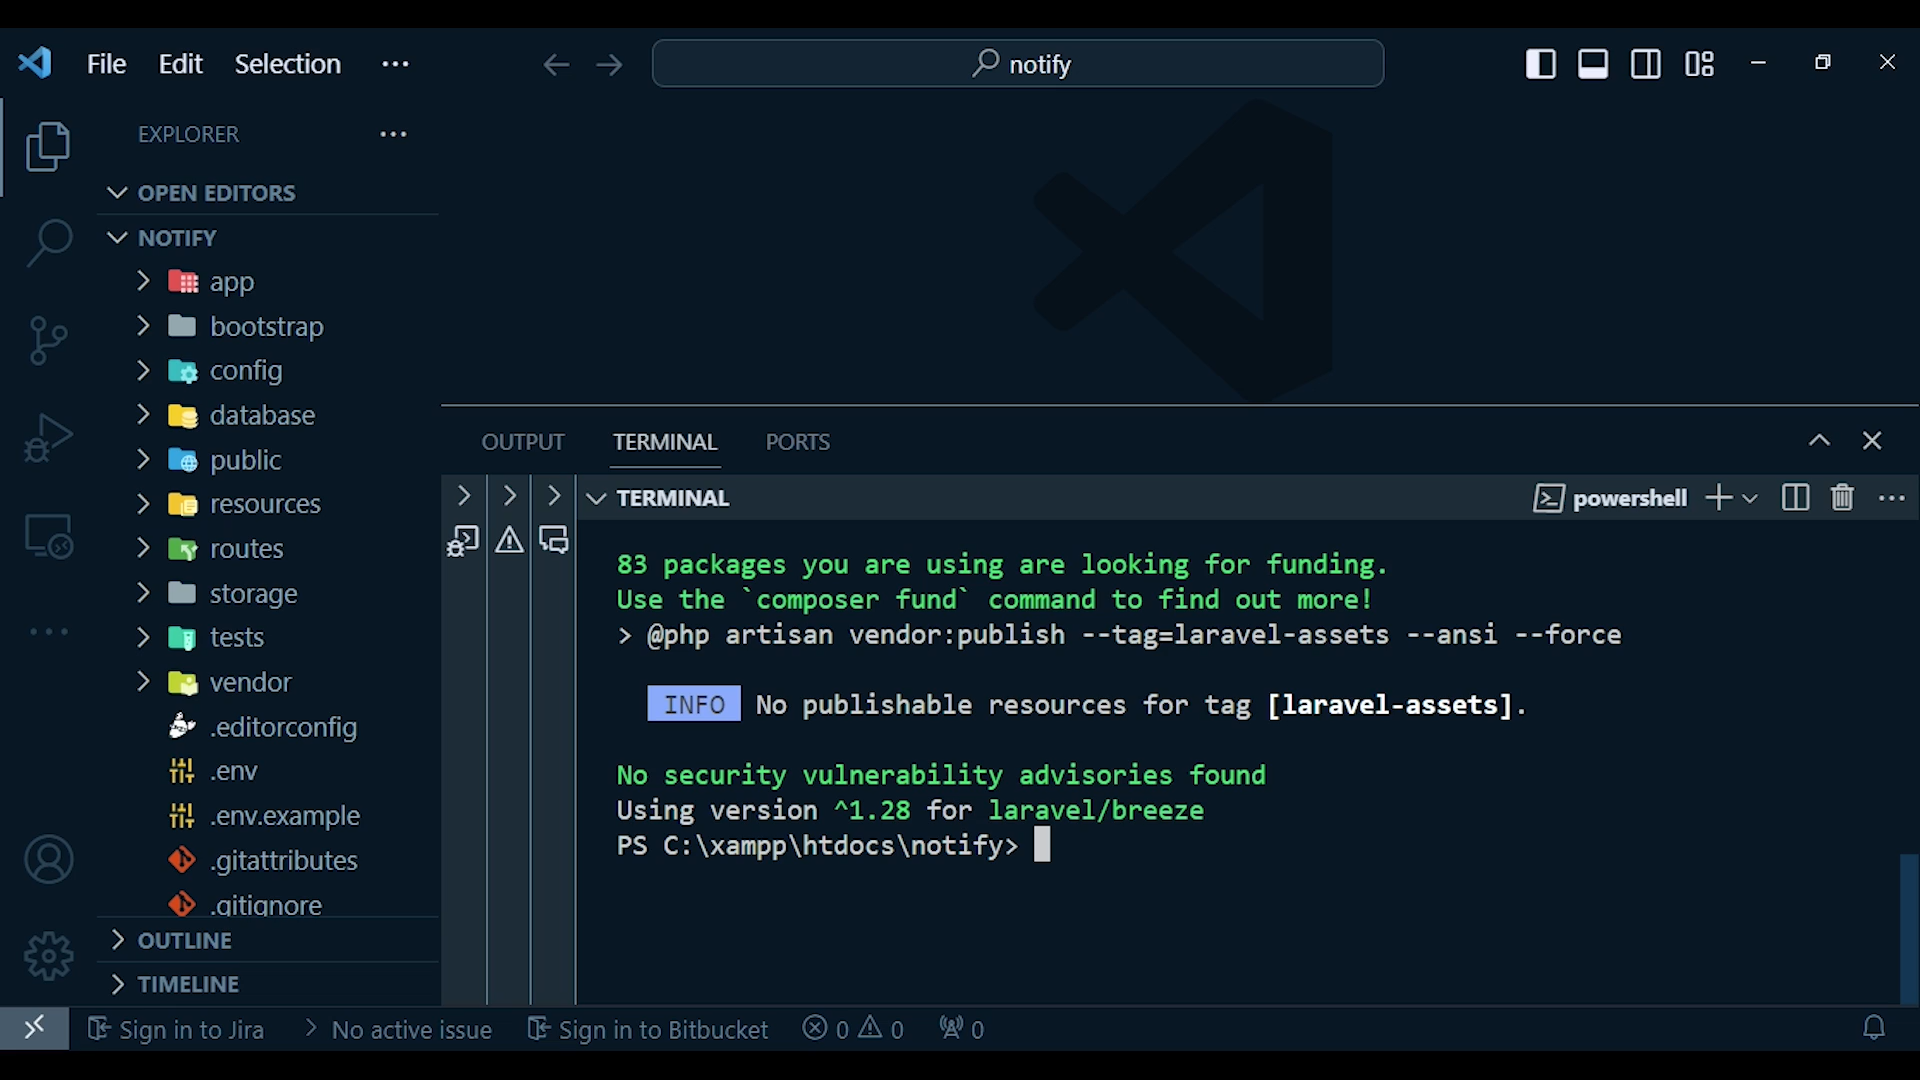 File Edit Selection ···
notify
EXPLORER ···
OPEN EDITORS
NOTIFY
app
bootstrap
config
database
public
resources
routes
storage
tests
vendor
.editorconfig
.env
.env.example
.gitattributes
.gitignore
OUTLINE
TIMELINE
OUTPUT TERMINAL PORTS
TERMINAL
powershell
83 packages you are using are looking for funding.
Use the `composer fund` command to find out more!
> @php artisan vendor:publish --tag=laravel-assets --ansi --force
INFO No publishable resources for tag [laravel-assets].
No security vulnerability advisories found
Using version ^1.28 for laravel/breeze
PS C:\xampp\htdocs\notify>
Sign in to Jira No active issue Sign in to Bitbucket 0 0 0